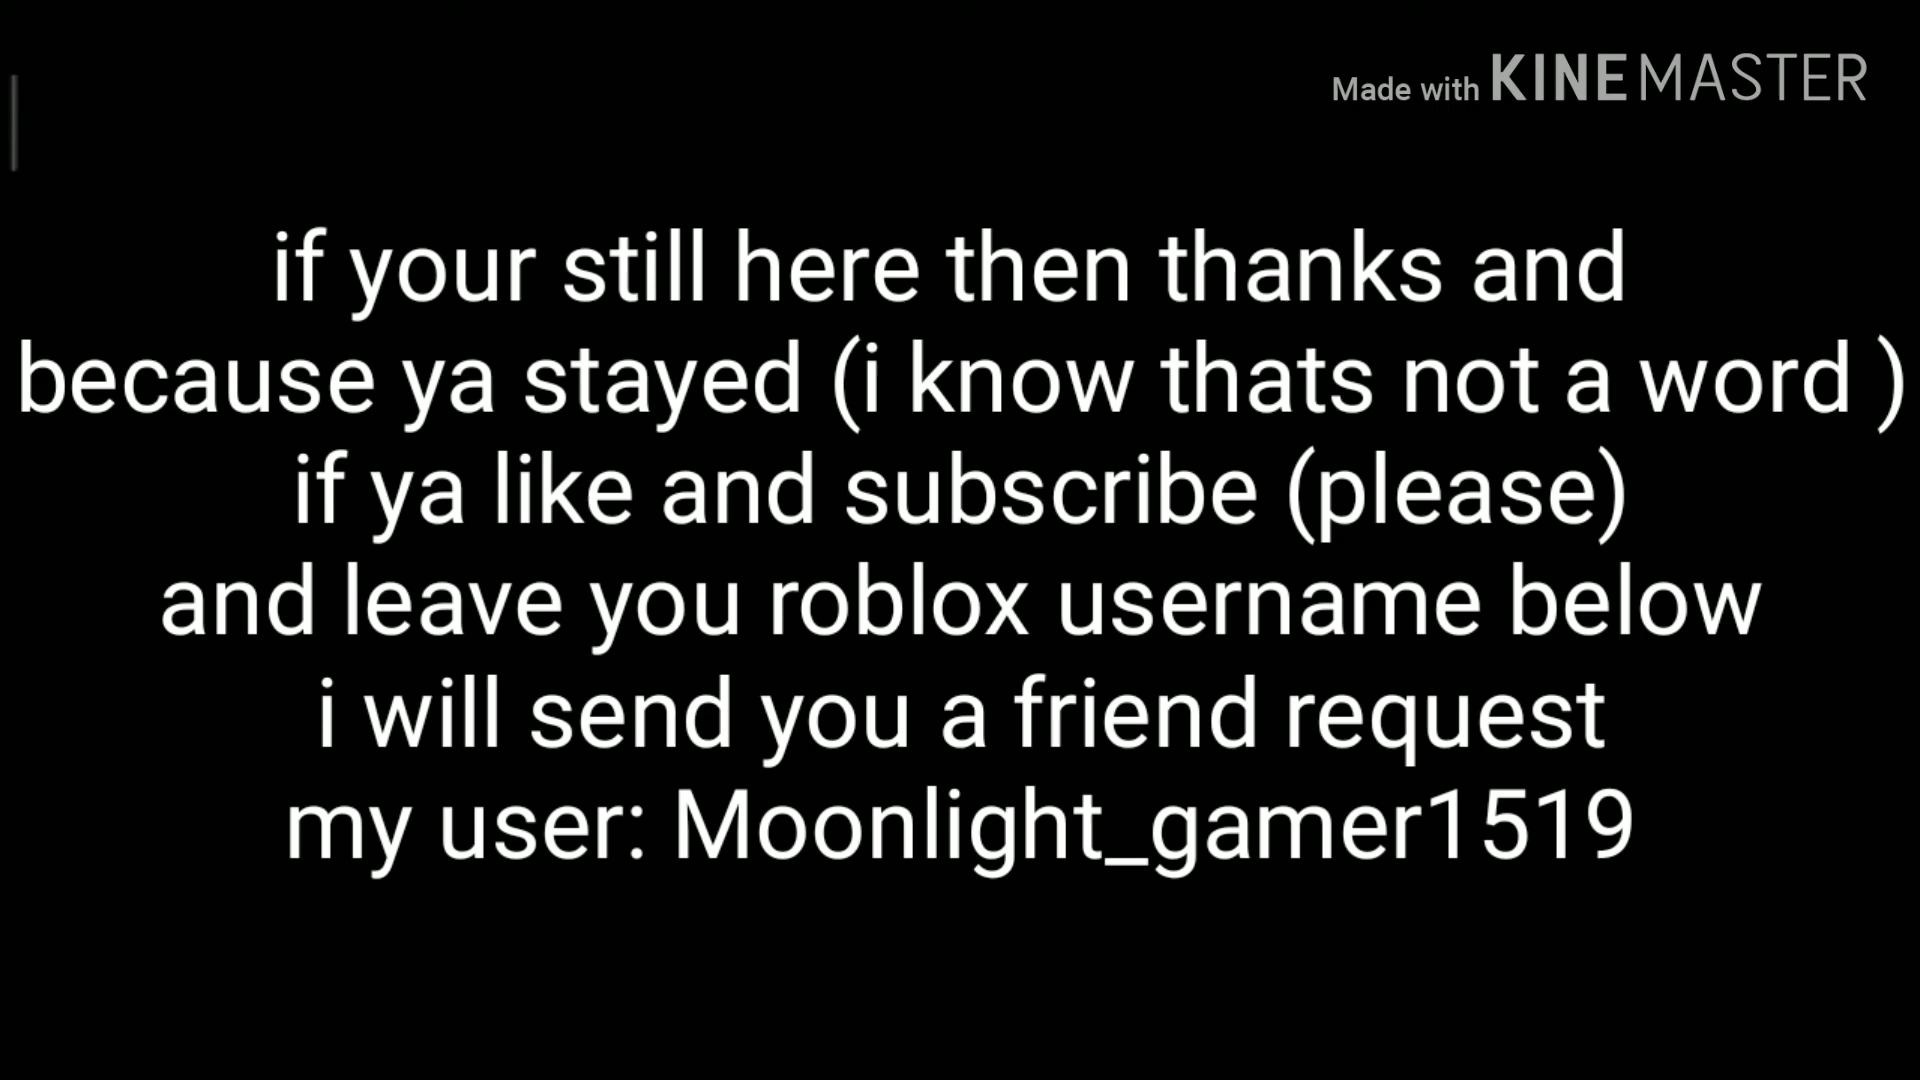 Made with KINEMASTER
if your still here then thanks and
because ya stayed (i know thats not a word )
if ya like and subscribe (please)
and leave you roblox username below
i will send you a friend request
my user: Moonlight_gamer1519